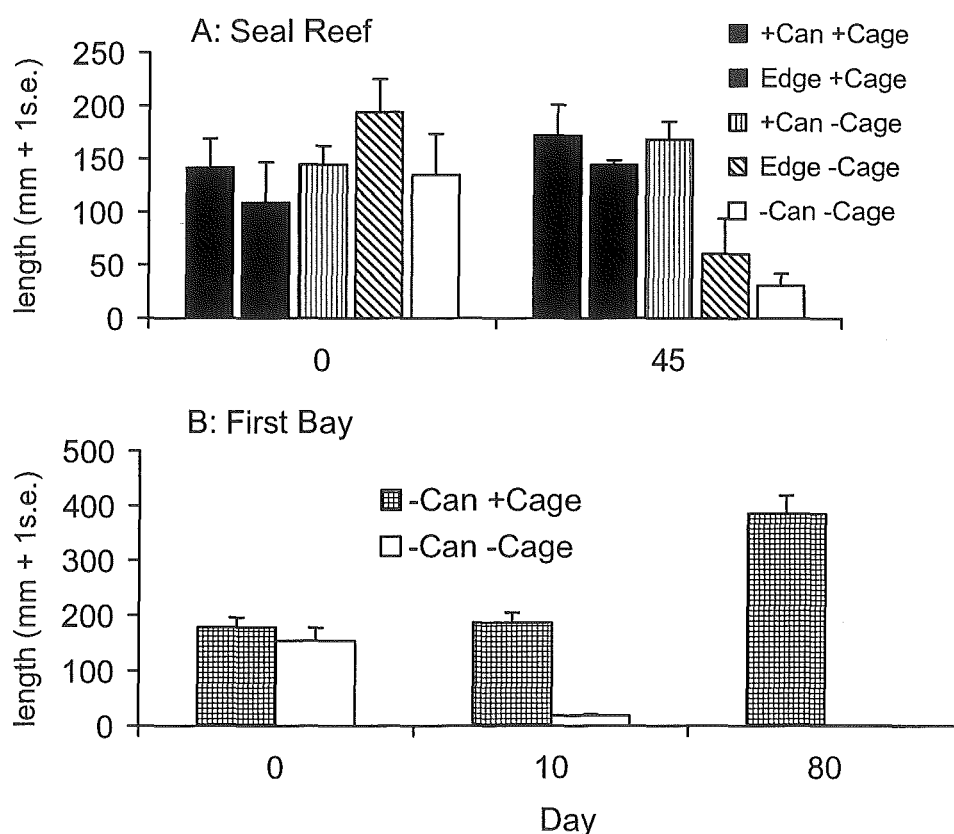 A: Seal Reef
+Can +Cage
Edge +Cage
+Can -Cage
Edge -Cage
-Can -Cage
length (mm + 1s.e.)
250
200
150
100
50
0
0 45
B: First Bay
-Can +Cage
-Can -Cage
length (mm + 1s.e.)
500
400
300
200
100
0
0 10 80
Day